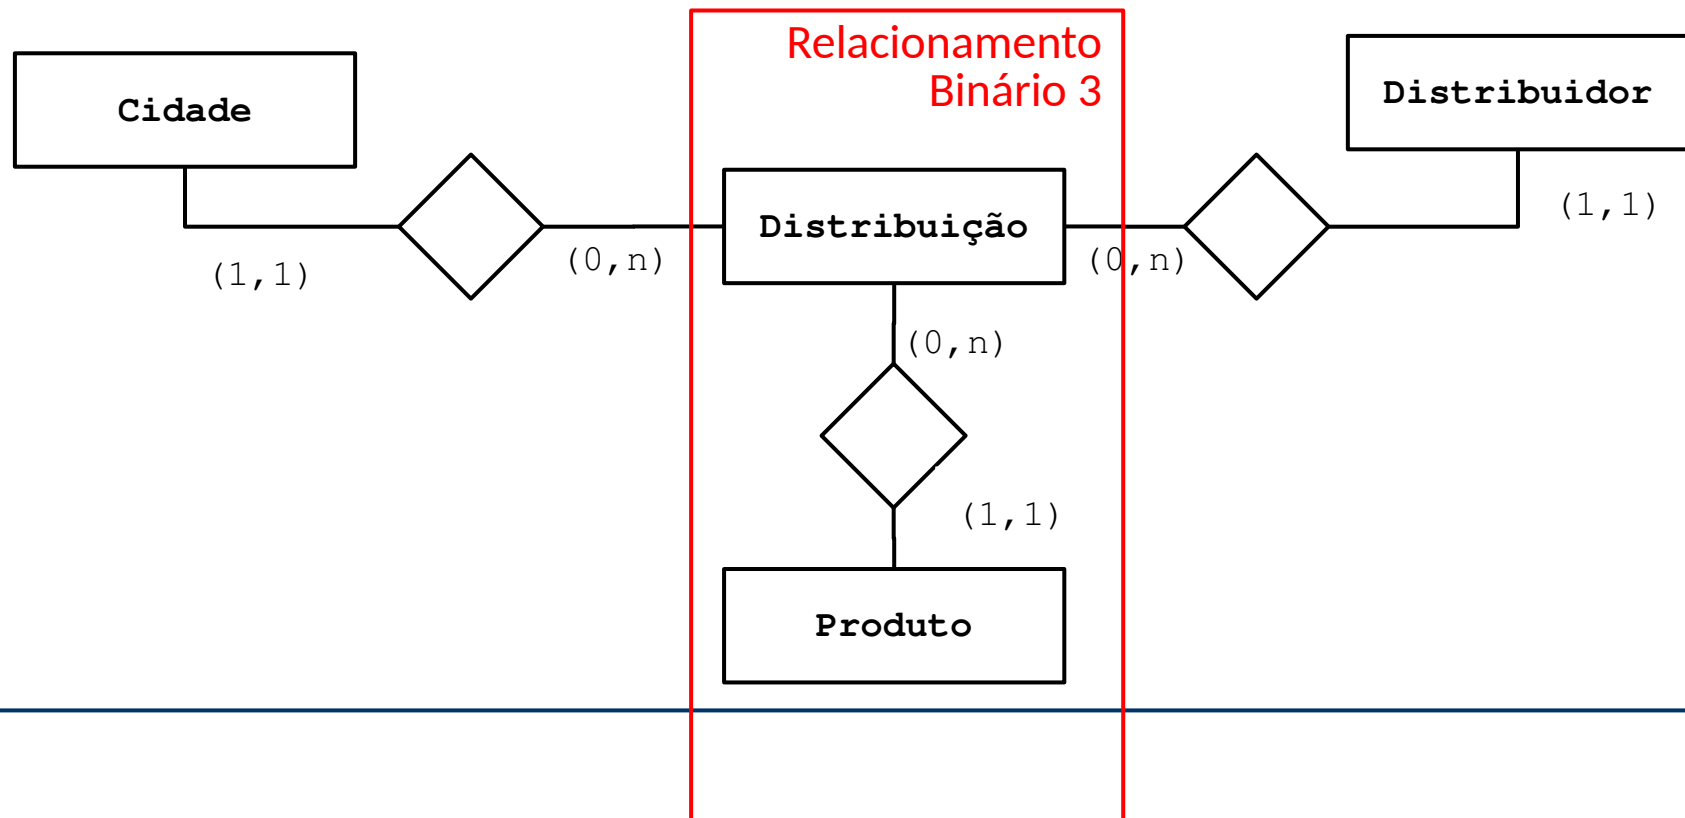 Relacionamento
Binário 3
Cidade
Distribuidor
Distribuição
(1,1)
(1,1)
(0,n)
(0,n)
(0,n)
(1,1)
Produto